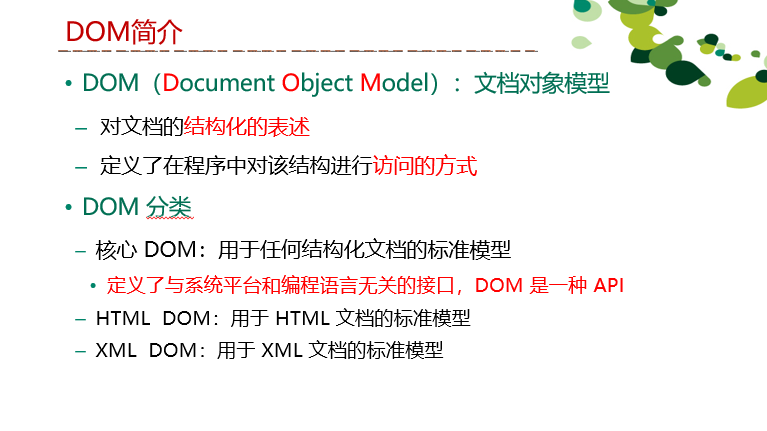 DOM简介
• DOM（Document Object Model）：文档对象模型
– 对文档的结构化的表述
– 定义了在程序中对该结构进行访问的方式
• DOM 分类
– 核心 DOM：用于任何结构化文档的标准模型
• 定义了与系统平台和编程语言无关的接口，DOM 是一种 API
– HTML DOM：用于 HTML 文档的标准模型
– XML DOM：用于 XML 文档的标准模型